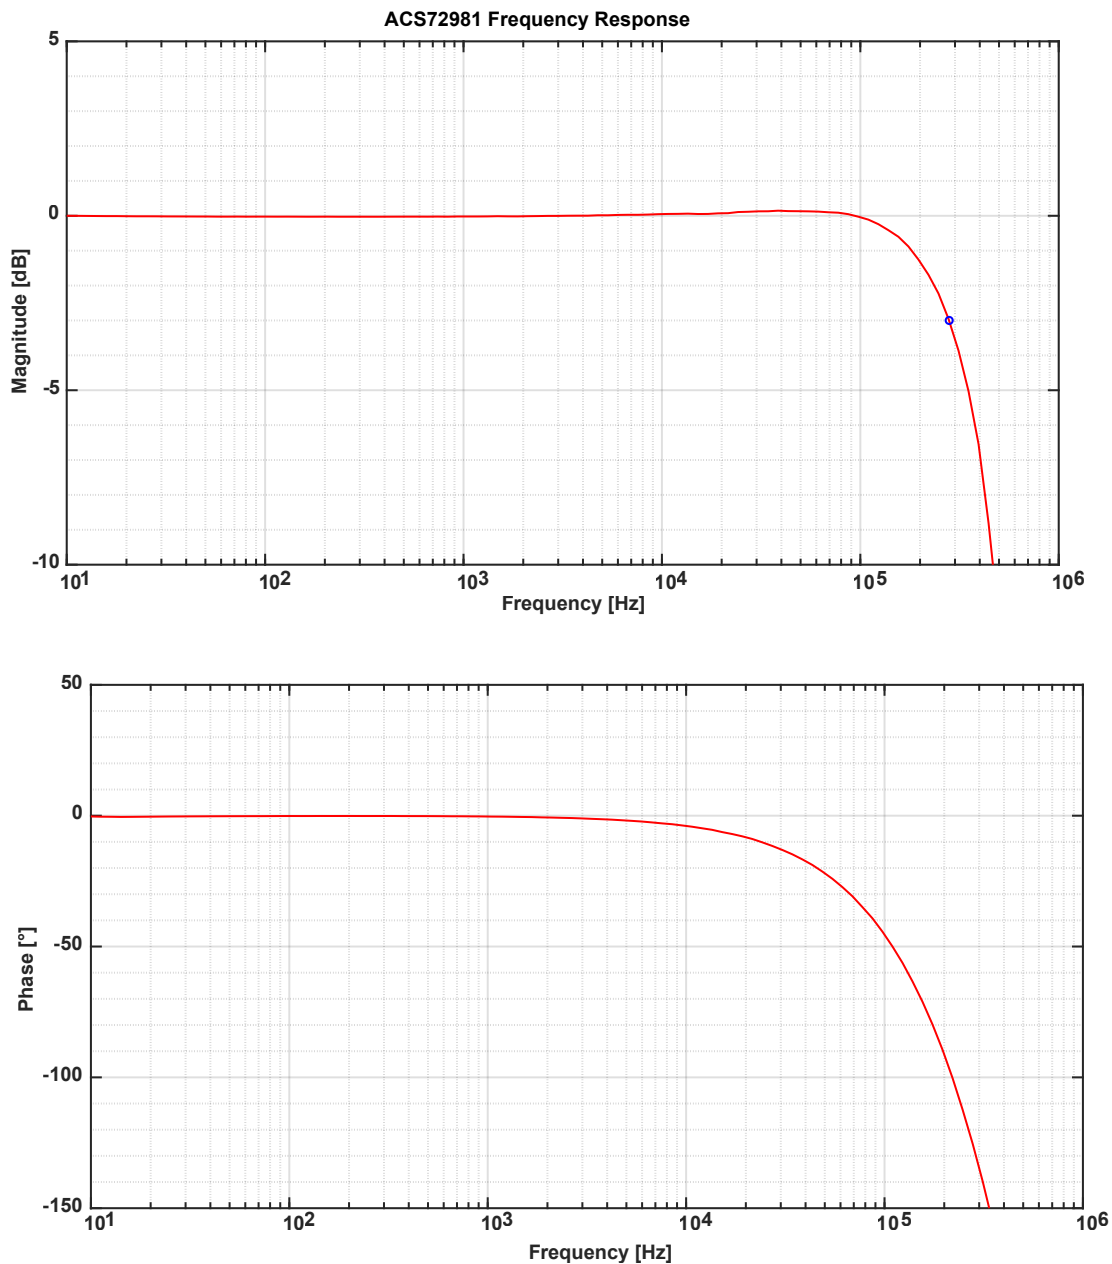 ACS72981 Frequency Response
5
0
-5
-10
Magnitude [dB]
10¹ 10² 10³ 10⁴ 10⁵ 10⁶
Frequency [Hz]
50
0
-50
-100
-150
Phase [°]
10¹ 10² 10³ 10⁴ 10⁵ 10⁶
Frequency [Hz]